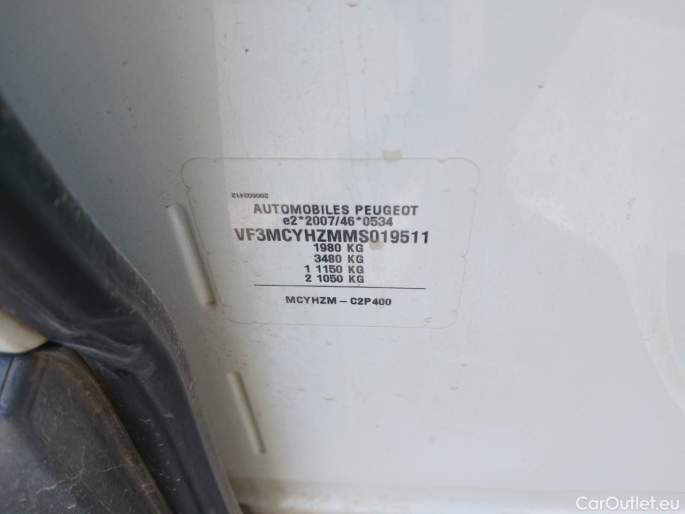 200602412
AUTOMOBILES PEUGEOT
e2*2007/46*0534
VF3MCYHZMMS019511
1980 KG
3480 KG
1 1150 KG
2 1050 KG
MCYHZM – C2P400
CarOutlet.eu